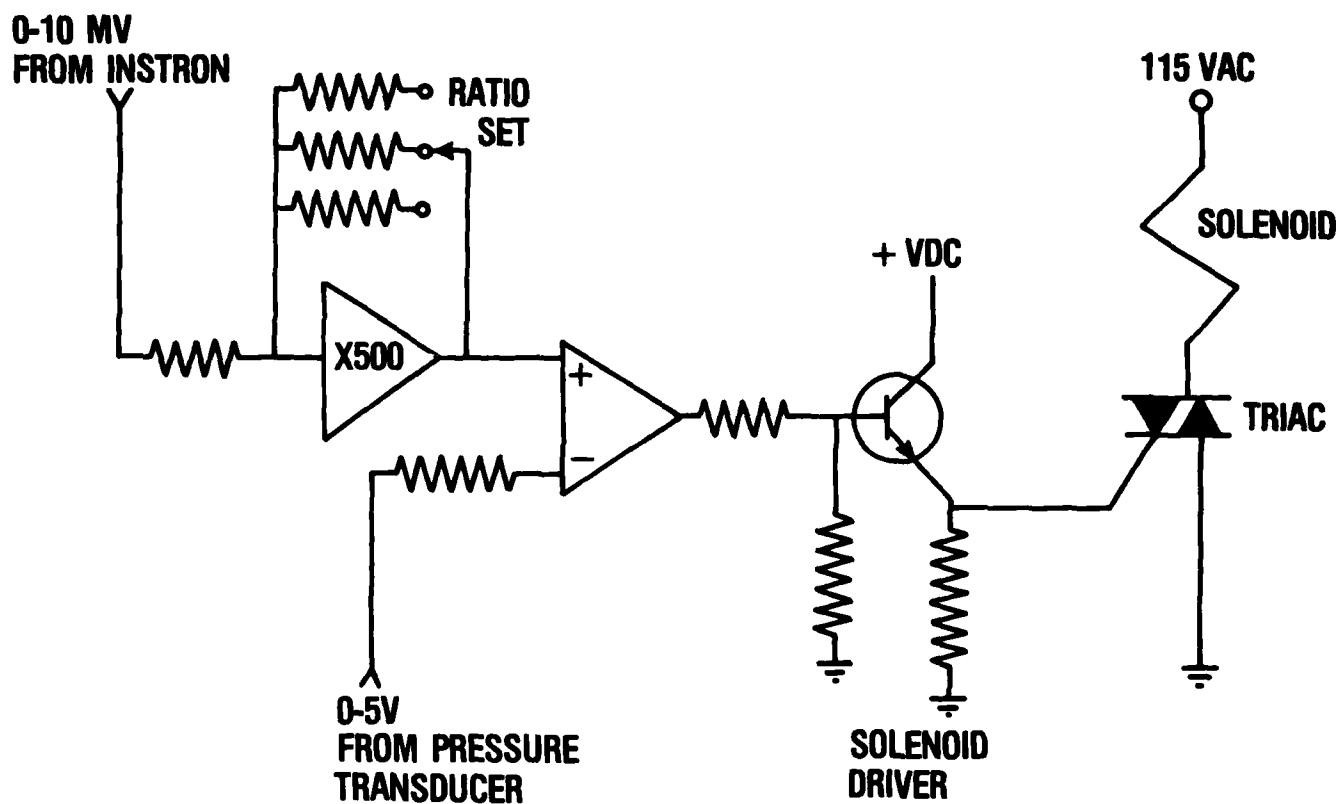 0-10 MV
FROM INSTRON
RATIO
SET
115 VAC
SOLENOID
+ VDC
X500
+
−
TRIAC
0-5V
FROM PRESSURE
TRANSDUCER
SOLENOID
DRIVER